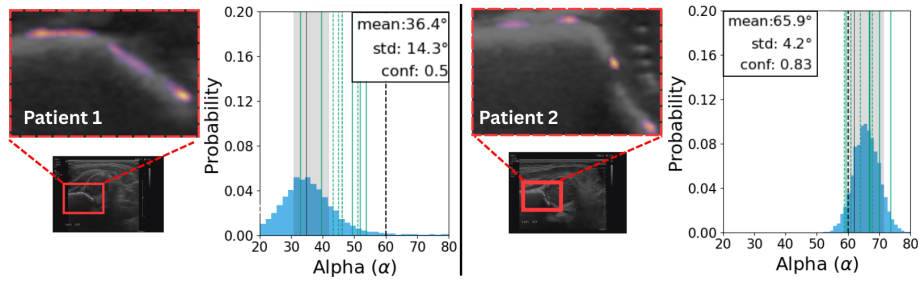 Patient 1
0.20
0.16
0.12
0.08
0.04
0.00
Probability
mean:36.4°
std: 14.3°
conf: 0.5
20 30 40 50 60 70 80
Alpha (α)
Patient 2
0.20
0.16
0.12
0.08
0.04
0.00
Probability
mean:65.9°
std: 4.2°
conf: 0.83
20 30 40 50 60 70 80
Alpha (α)